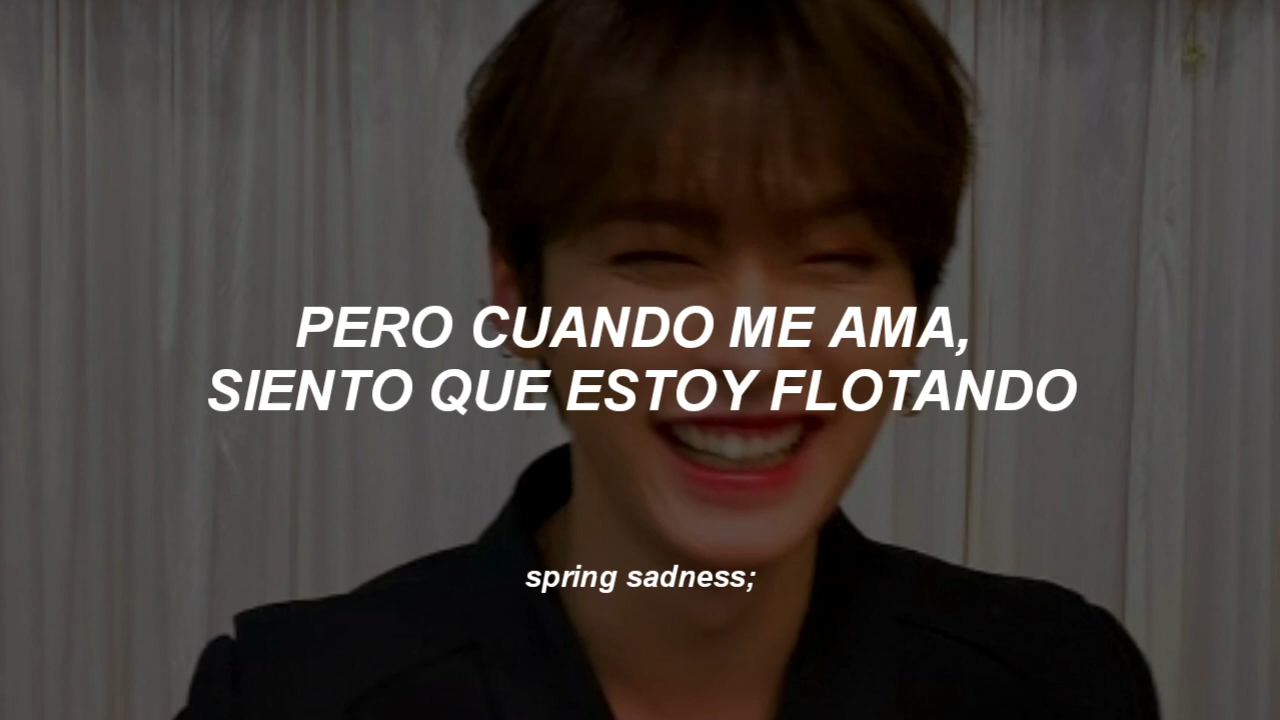 PERO CUANDO ME AMA,
SIENTO QUE ESTOY FLOTANDO
spring sadness;